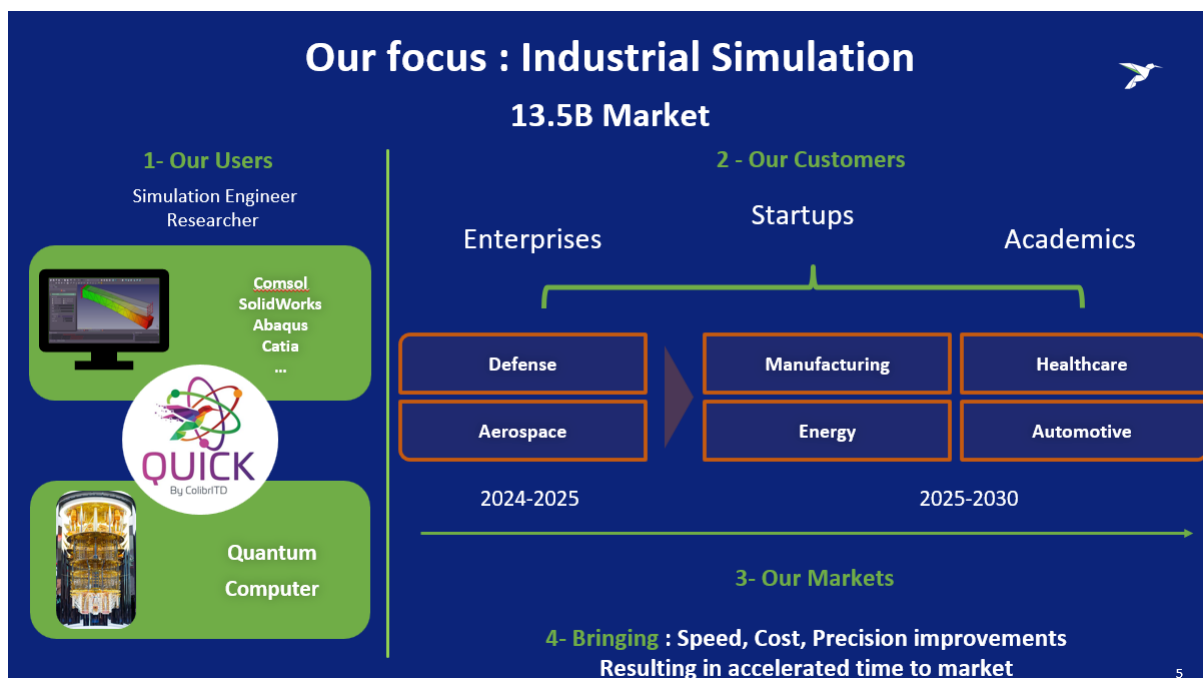 Our focus : Industrial Simulation
13.5B Market
1- Our Users
Simulation Engineer
Researcher
Comsol
SolidWorks
Abaqus
Catia
...
QUICK
By ColibrITD
Quantum
Computer
2 - Our Customers
Enterprises
Startups
Academics
Defense
Manufacturing
Healthcare
Aerospace
Energy
Automotive
2024-2025
2025-2030
3- Our Markets
4- Bringing : Speed, Cost, Precision improvements
Resulting in accelerated time to market
5